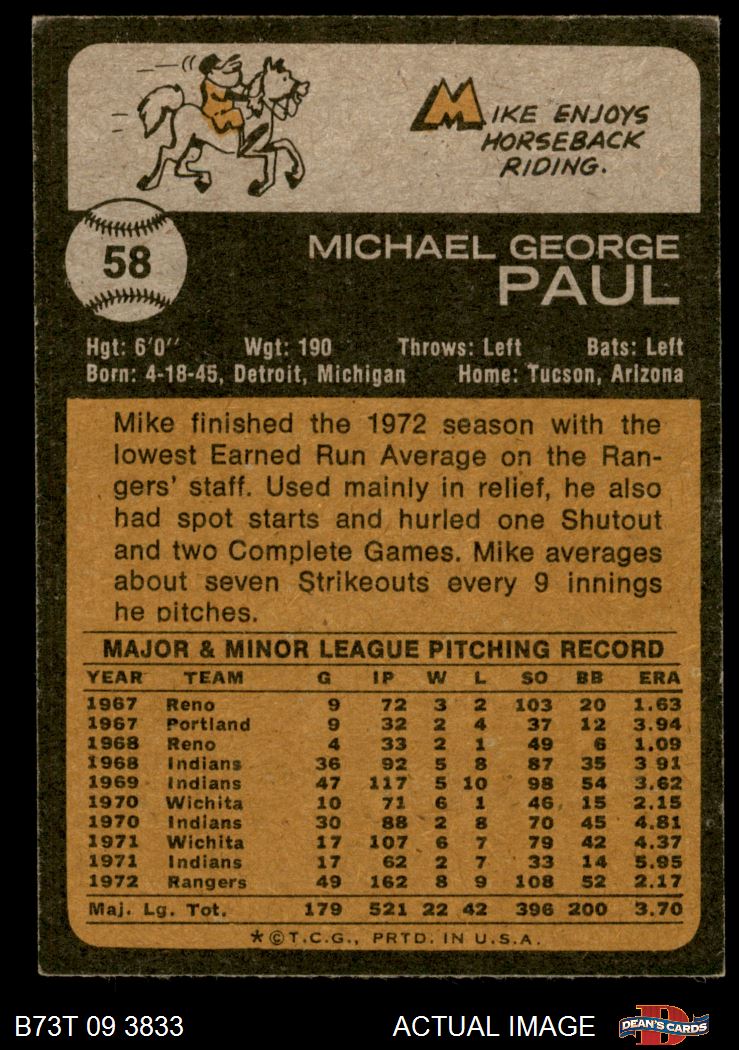 MIKE ENJOYS
HORSEBACK
RIDING.
58
MICHAEL GEORGE
PAUL
Hgt: 6'0" Wgt: 190 Throws: Left Bats: Left
Born: 4-18-45, Detroit, Michigan Home: Tucson, Arizona
Mike finished the 1972 season with the
lowest Earned Run Average on the Ran-
gers' staff. Used mainly in relief, he also
had spot starts and hurled one Shutout
and two Complete Games. Mike averages
about seven Strikeouts every 9 innings
he pitches.
MAJOR & MINOR LEAGUE PITCHING RECORD
YEAR TEAM G IP W L SO BB ERA
1967 Reno 9 72 3 2 103 20 1.63
1967 Portland 9 32 2 4 37 12 3.94
1968 Reno 4 33 2 1 49 6 1.09
1968 Indians 36 92 5 8 87 35 3.91
1969 Indians 47 117 5 10 98 54 3.62
1970 Wichita 10 71 6 1 46 15 2.15
1970 Indians 30 88 2 8 70 45 4.81
1971 Wichita 17 107 6 7 79 42 4.37
1971 Indians 17 62 2 7 33 14 5.95
1972 Rangers 49 162 8 9 108 52 2.17
Maj. Lg. Tot. 179 521 22 42 396 200 3.70
*©T.C.G., PRTD. IN U.S.A.
B73T 09 3833 ACTUAL IMAGE D DEAN'S CARDS